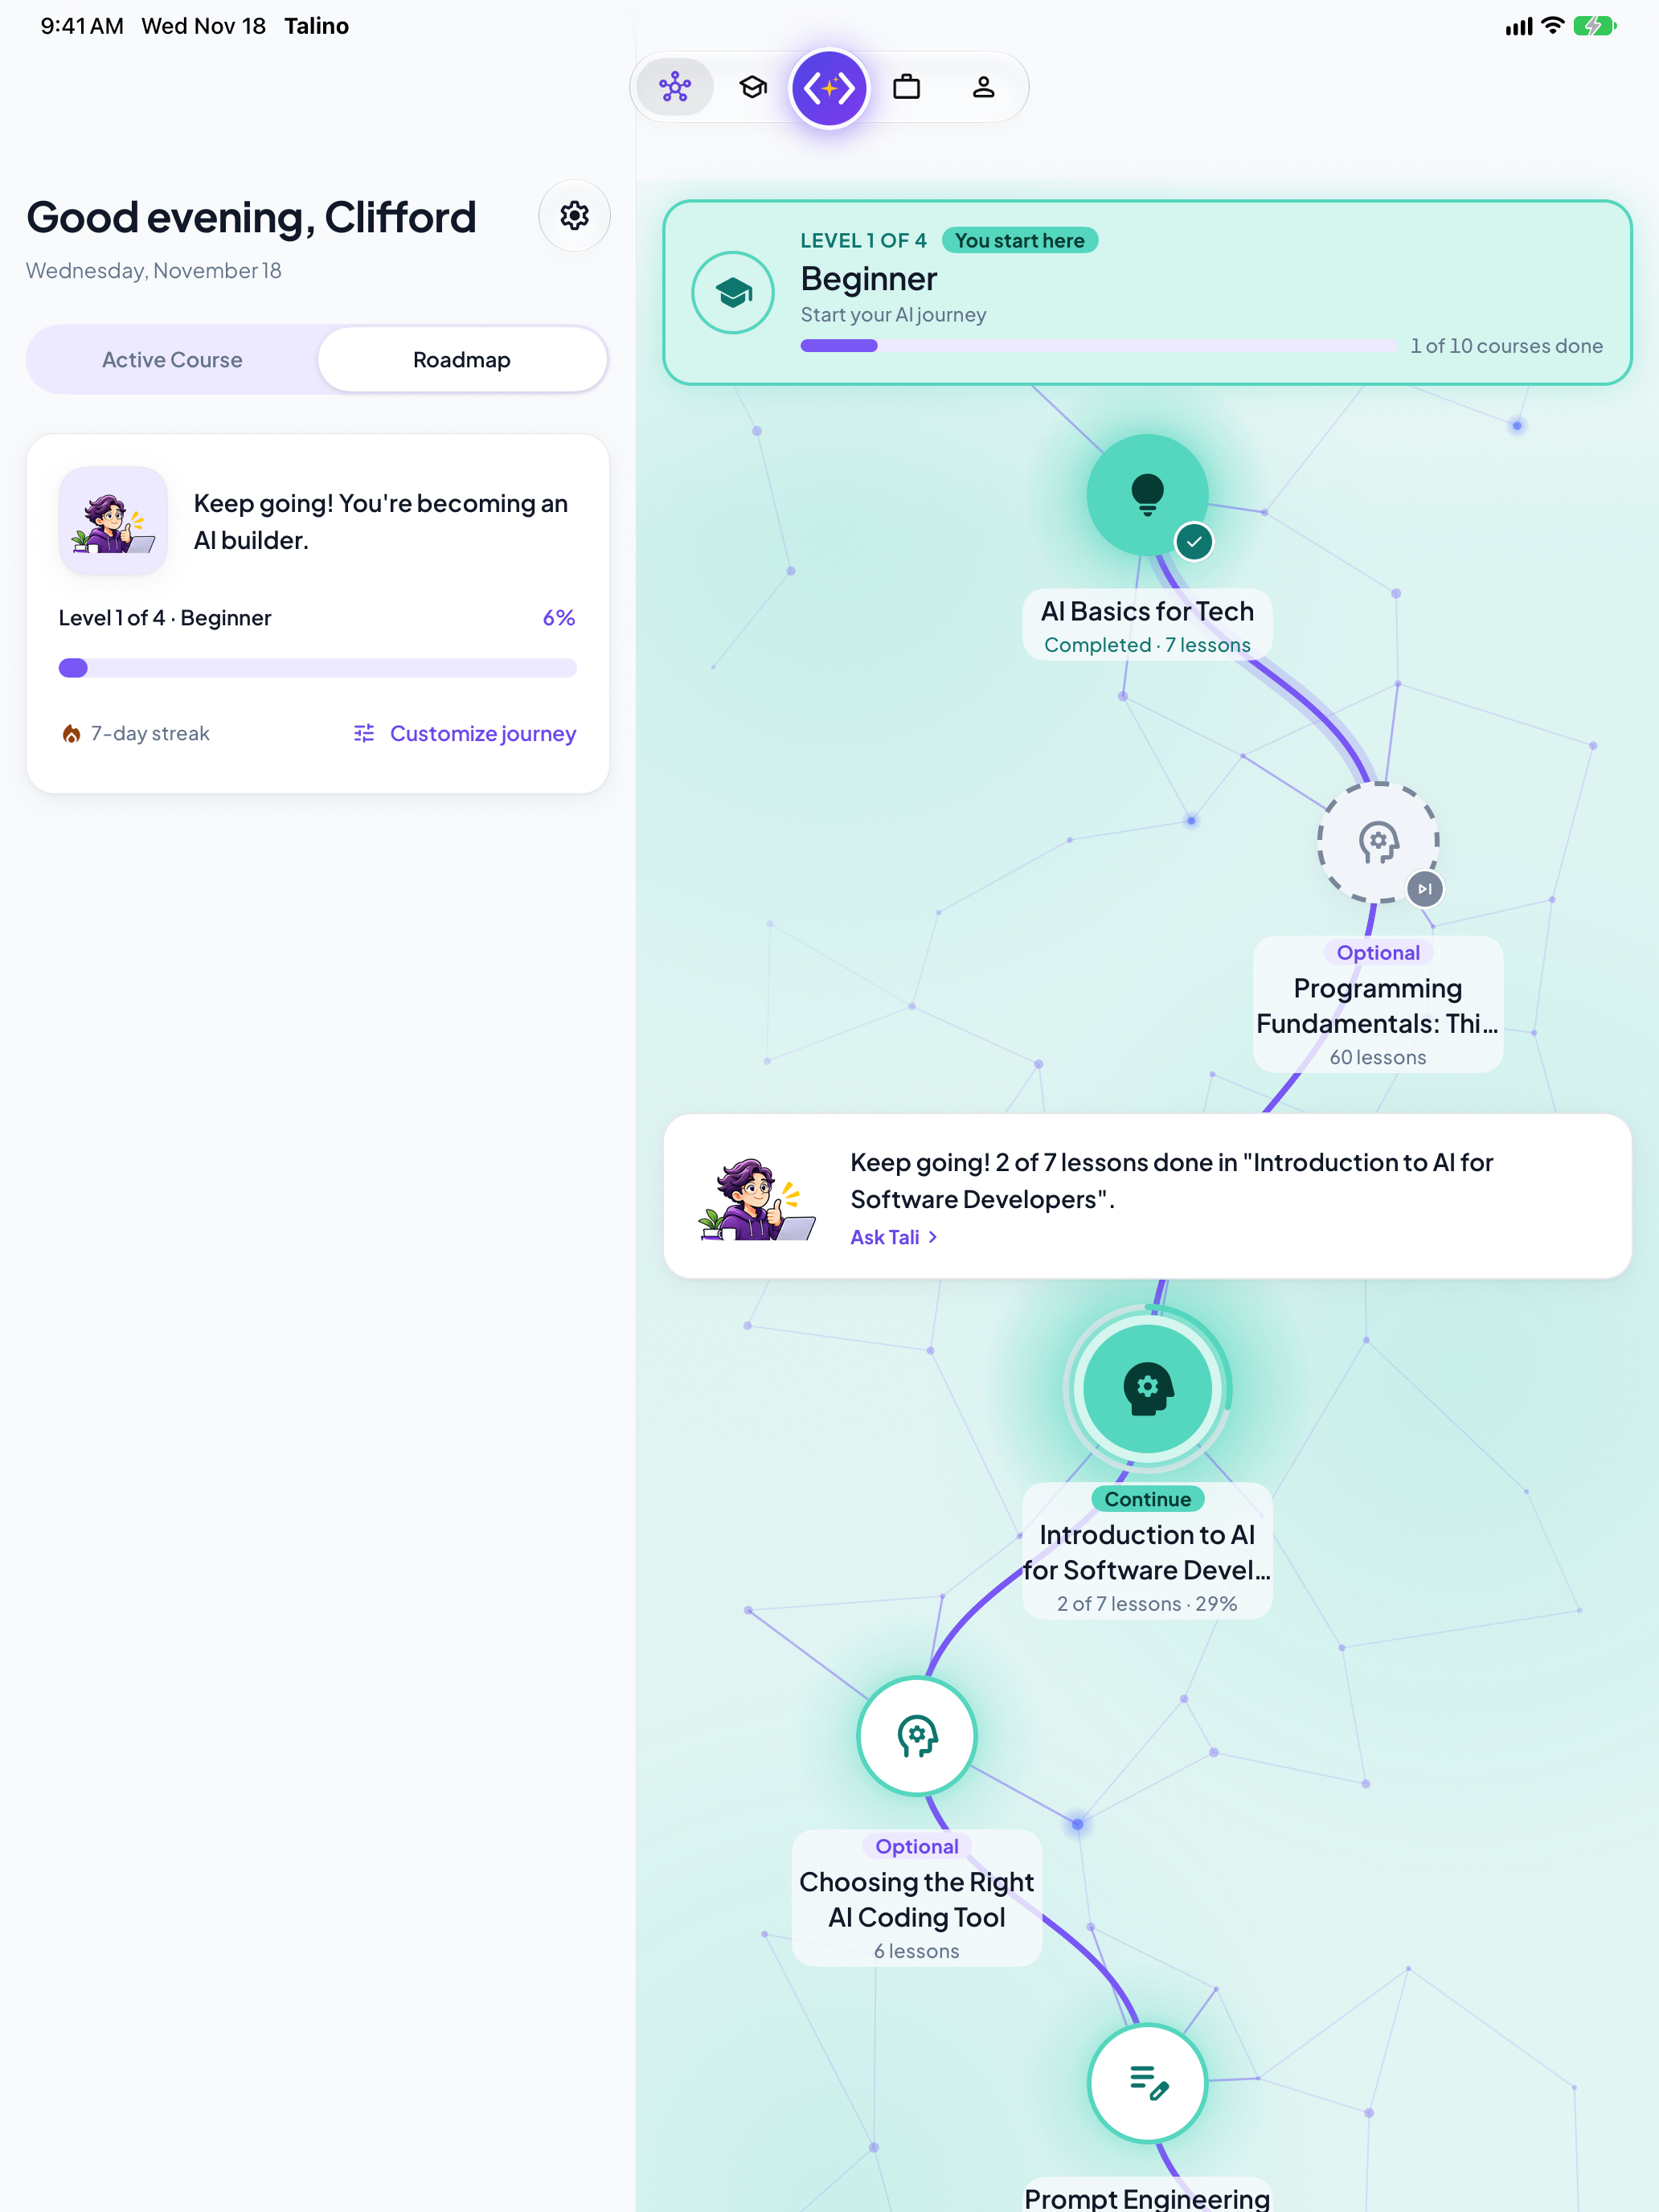 9:41 AM Wed Nov 18 Talino
Good evening, Clifford
Wednesday, November 18
Active Course
Roadmap
Keep going! You're becoming an
AI builder.
Level 1 of 4 · Beginner
6%
7-day streak
Customize journey
LEVEL 1 OF 4
You start here
Beginner
Start your AI journey
1 of 10 courses done
AI Basics for Tech
Completed · 7 lessons
Optional
Programming
Fundamentals: Thi...
60 lessons
Keep going! 2 of 7 lessons done in "Introduction to AI for
Software Developers".
Ask Tali
Continue
Introduction to AI
for Software Devel...
2 of 7 lessons · 29%
Optional
Choosing the Right
AI Coding Tool
6 lessons
Prompt Engineering